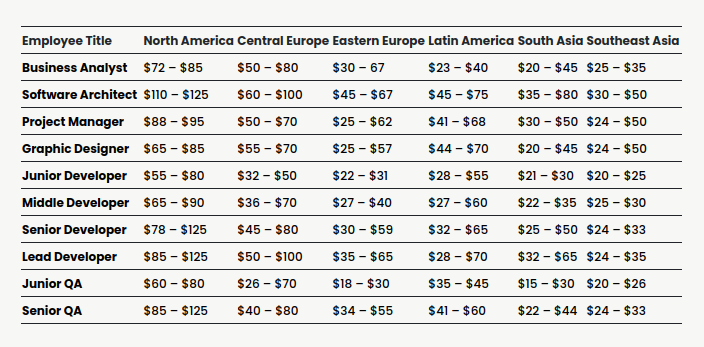 Employee Title North America Central Europe Eastern Europe Latin America South Asia Southeast Asia
Business Analyst $72 – $85 $50 – $80 $30 – 67 $23 – $40 $20 – $45 $25 – $35
Software Architect $110 – $125 $60 – $100 $45 – $67 $45 – $75 $35 – $80 $30 – $50
Project Manager $88 – $95 $50 – $70 $25 – $62 $41 – $68 $30 – $50 $24 – $50
Graphic Designer $65 – $85 $55 – $70 $25 – $57 $44 – $70 $20 – $45 $24 – $50
Junior Developer $55 – $80 $32 – $50 $22 – $31 $28 – $55 $21 – $30 $20 – $25
Middle Developer $65 – $90 $36 – $70 $27 – $40 $27 – $60 $22 – $35 $25 – $30
Senior Developer $78 – $125 $45 – $80 $30 – $59 $32 – $65 $25 – $50 $24 – $33
Lead Developer $85 – $125 $50 – $100 $35 – $65 $28 – $70 $32 – $65 $24 – $35
Junior QA $60 – $80 $26 – $70 $18 – $30 $35 – $45 $15 – $30 $20 – $26
Senior QA $85 – $125 $40 – $80 $34 – $55 $41 – $60 $22 – $44 $24 – $33